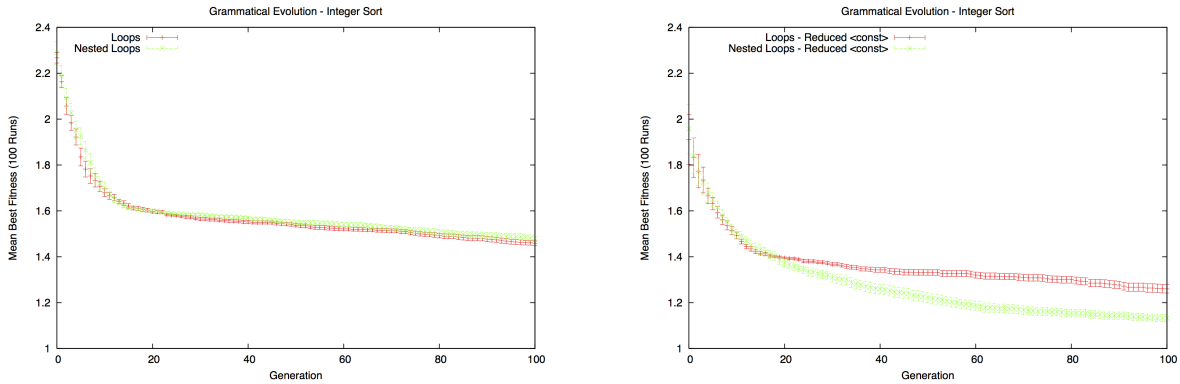 Grammatical Evolution - Integer Sort
2.4
2.2
2
1.8
1.6
1.4
1.2
1
0
20
40
60
80
100
Mean Best Fitness (100 Runs)
Generation
Loops
Nested Loops
Grammatical Evolution - Integer Sort
2.4
2.2
2
1.8
1.6
1.4
1.2
1
0
20
40
60
80
100
Mean Best Fitness (100 Runs)
Generation
Loops - Reduced <const>
Nested Loops - Reduced <const>